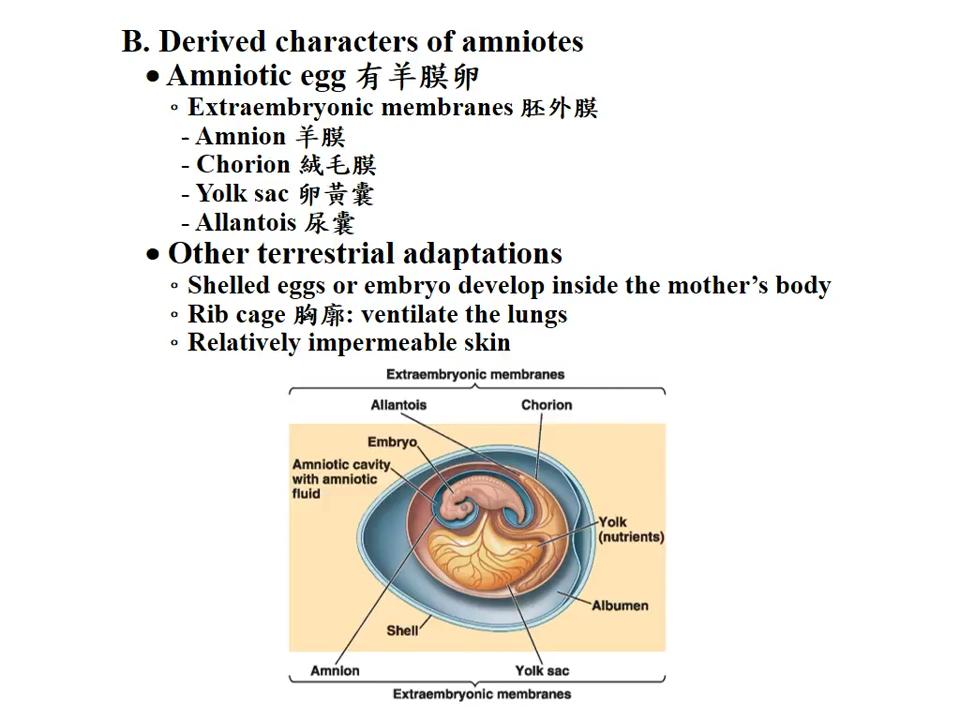 B. Derived characters of amniotes
• Amniotic egg 有羊膜卵
◦ Extraembryonic membranes 胚外膜
- Amnion 羊膜
- Chorion 絨毛膜
- Yolk sac 卵黃囊
- Allantois 尿囊
• Other terrestrial adaptations
◦ Shelled eggs or embryo develop inside the mother’s body
◦ Rib cage 胸廓: ventilate the lungs
◦ Relatively impermeable skin
Extraembryonic membranes
Allantois
Chorion
Embryo
Amniotic cavity
with amniotic
fluid
Yolk
(nutrients)
Albumen
Shell
Amnion
Yolk sac
Extraembryonic membranes